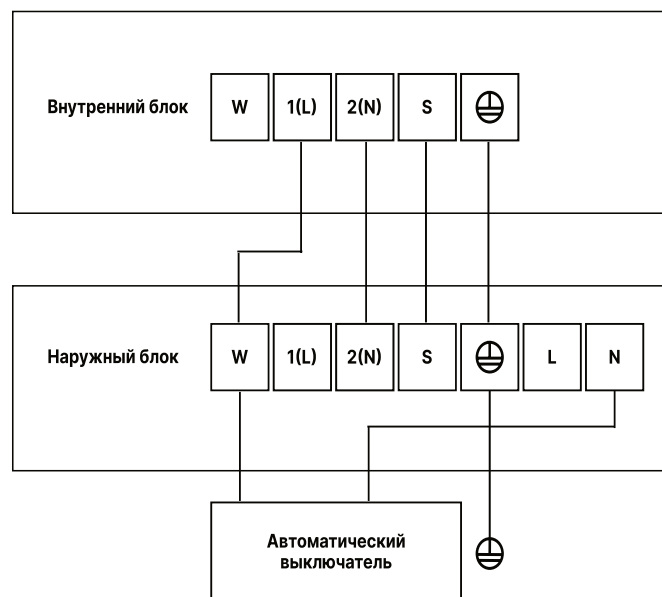 Внутренний блок W 1(L) 2(N) S
Наружный блок W 1(L) 2(N) S L N
Автоматический
выключатель